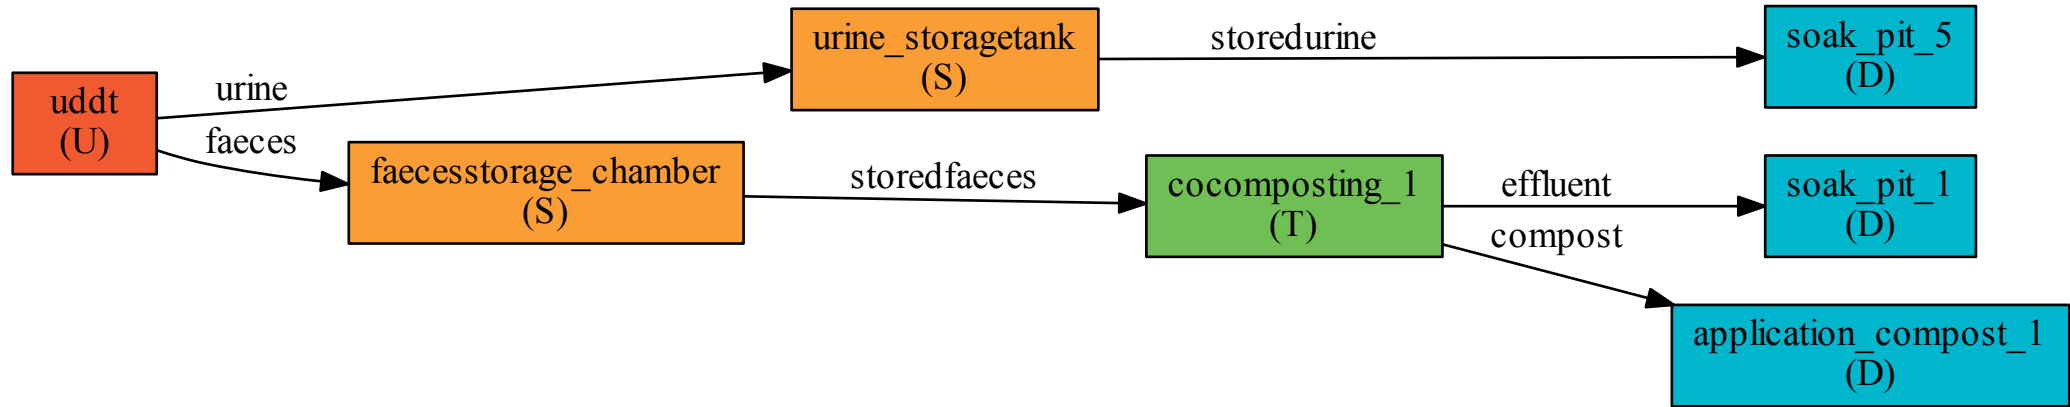 uddt
(U)
urine
faeces
urine_storagetank
(S)
faecesstorage_chamber
(S)
storedurine
storedfaeces
cocomposting_1
(T)
effluent
compost
soak_pit_5
(D)
soak_pit_1
(D)
application_compost_1
(D)